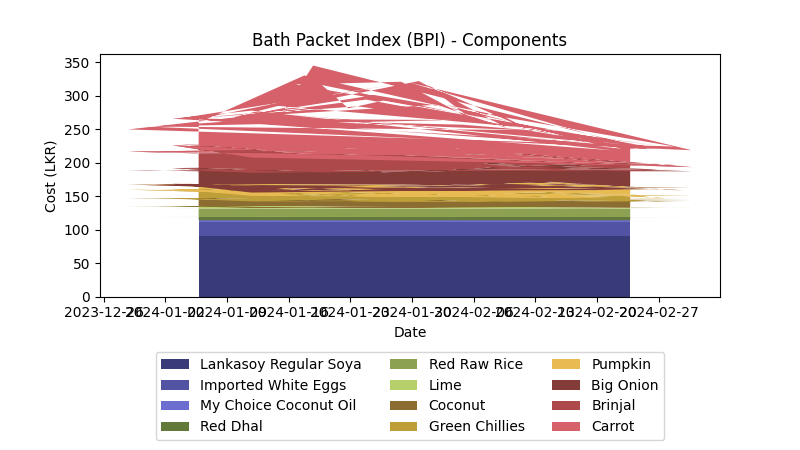 Bath Packet Index (BPI) - Components
350
300
250
200
150
100
50
0
Cost (LKR)
2023-12-26 2024-01-02 2024-01-09 2024-01-16 2024-01-23 2024-01-30 2024-02-06 2024-02-13 2024-02-20 2024-02-27
Date
Lankasoy Regular Soya
Imported White Eggs
My Choice Coconut Oil
Red Dhal
Red Raw Rice
Lime
Coconut
Green Chillies
Pumpkin
Big Onion
Brinjal
Carrot